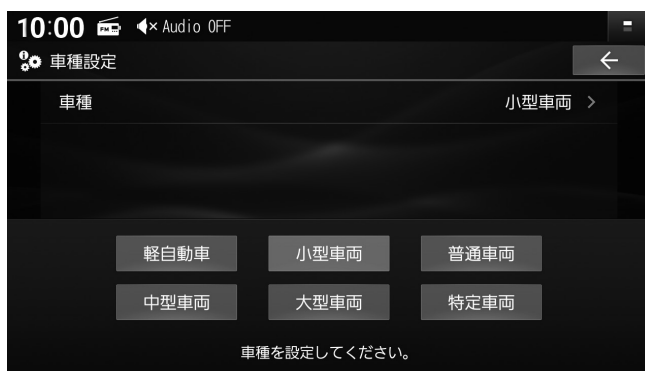 10:00 FM Audio OFF
車種設定
車種 小型車両
軽自動車 小型車両 普通車両
中型車両 大型車両 特定車両
車種を設定してください。